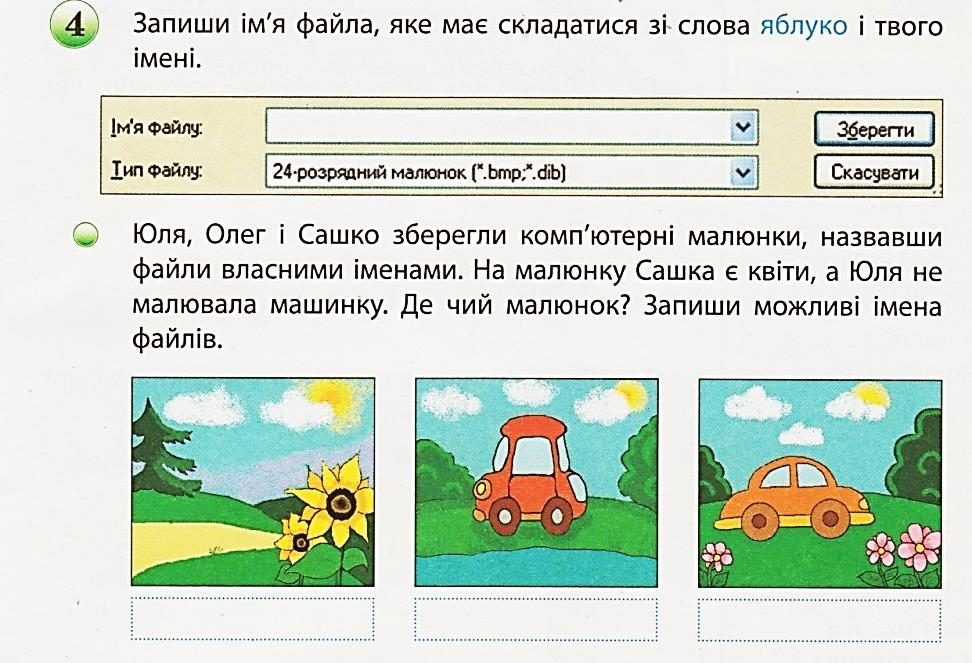 4 Запиши ім’я файла, яке має складатися зі слова яблуко і твого
імені.
Ім'я файлу:
Зберегти
Тип файлу: 24-розрядний малюнок (*.bmp;*.dib)
Скасувати
Юля, Олег і Сашко зберегли комп’ютерні малюнки, назвавши
файли власними іменами. На малюнку Сашка є квіти, а Юля не
малювала машинку. Де чий малюнок? Запиши можливі імена
файлів.